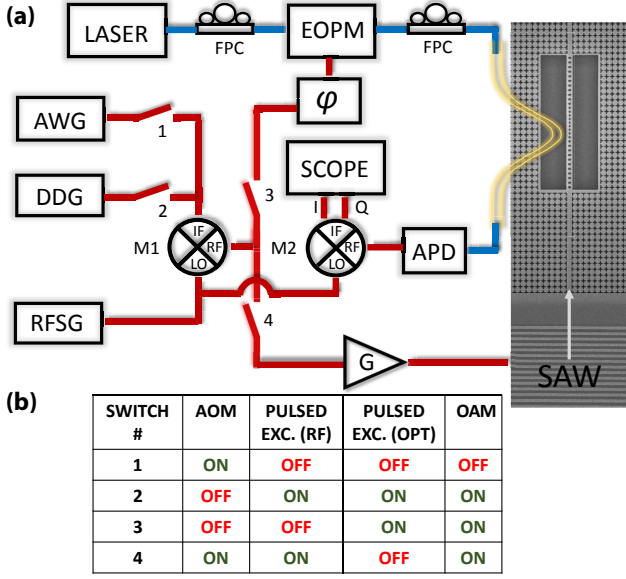 (a)
LASER
FPC
EOPM
FPC
φ
AWG
1
DDG
2
3
SCOPE
I Q
M1
IF
RF
LO
M2
IF
RF
LO
APD
RFSG
4
G
SAW
(b)
SWITCH # AOM PULSED EXC. (RF) PULSED EXC. (OPT) OAM
1 ON OFF OFF OFF
2 OFF ON ON ON
3 OFF OFF ON ON
4 ON ON OFF ON